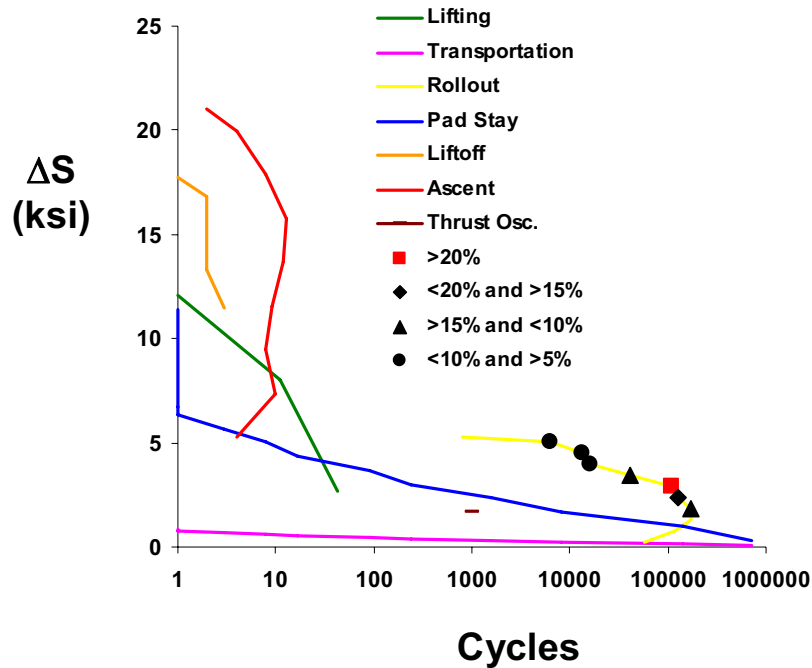 Lifting
Transportation
Rollout
Pad Stay
Liftoff
Ascent
Thrust Osc.
>20%
<20% and >15%
>15% and <10%
<10% and >5%
25
20
15
10
5
0
ΔS
(ksi)
1 10 100 1000 10000 100000 1000000
Cycles